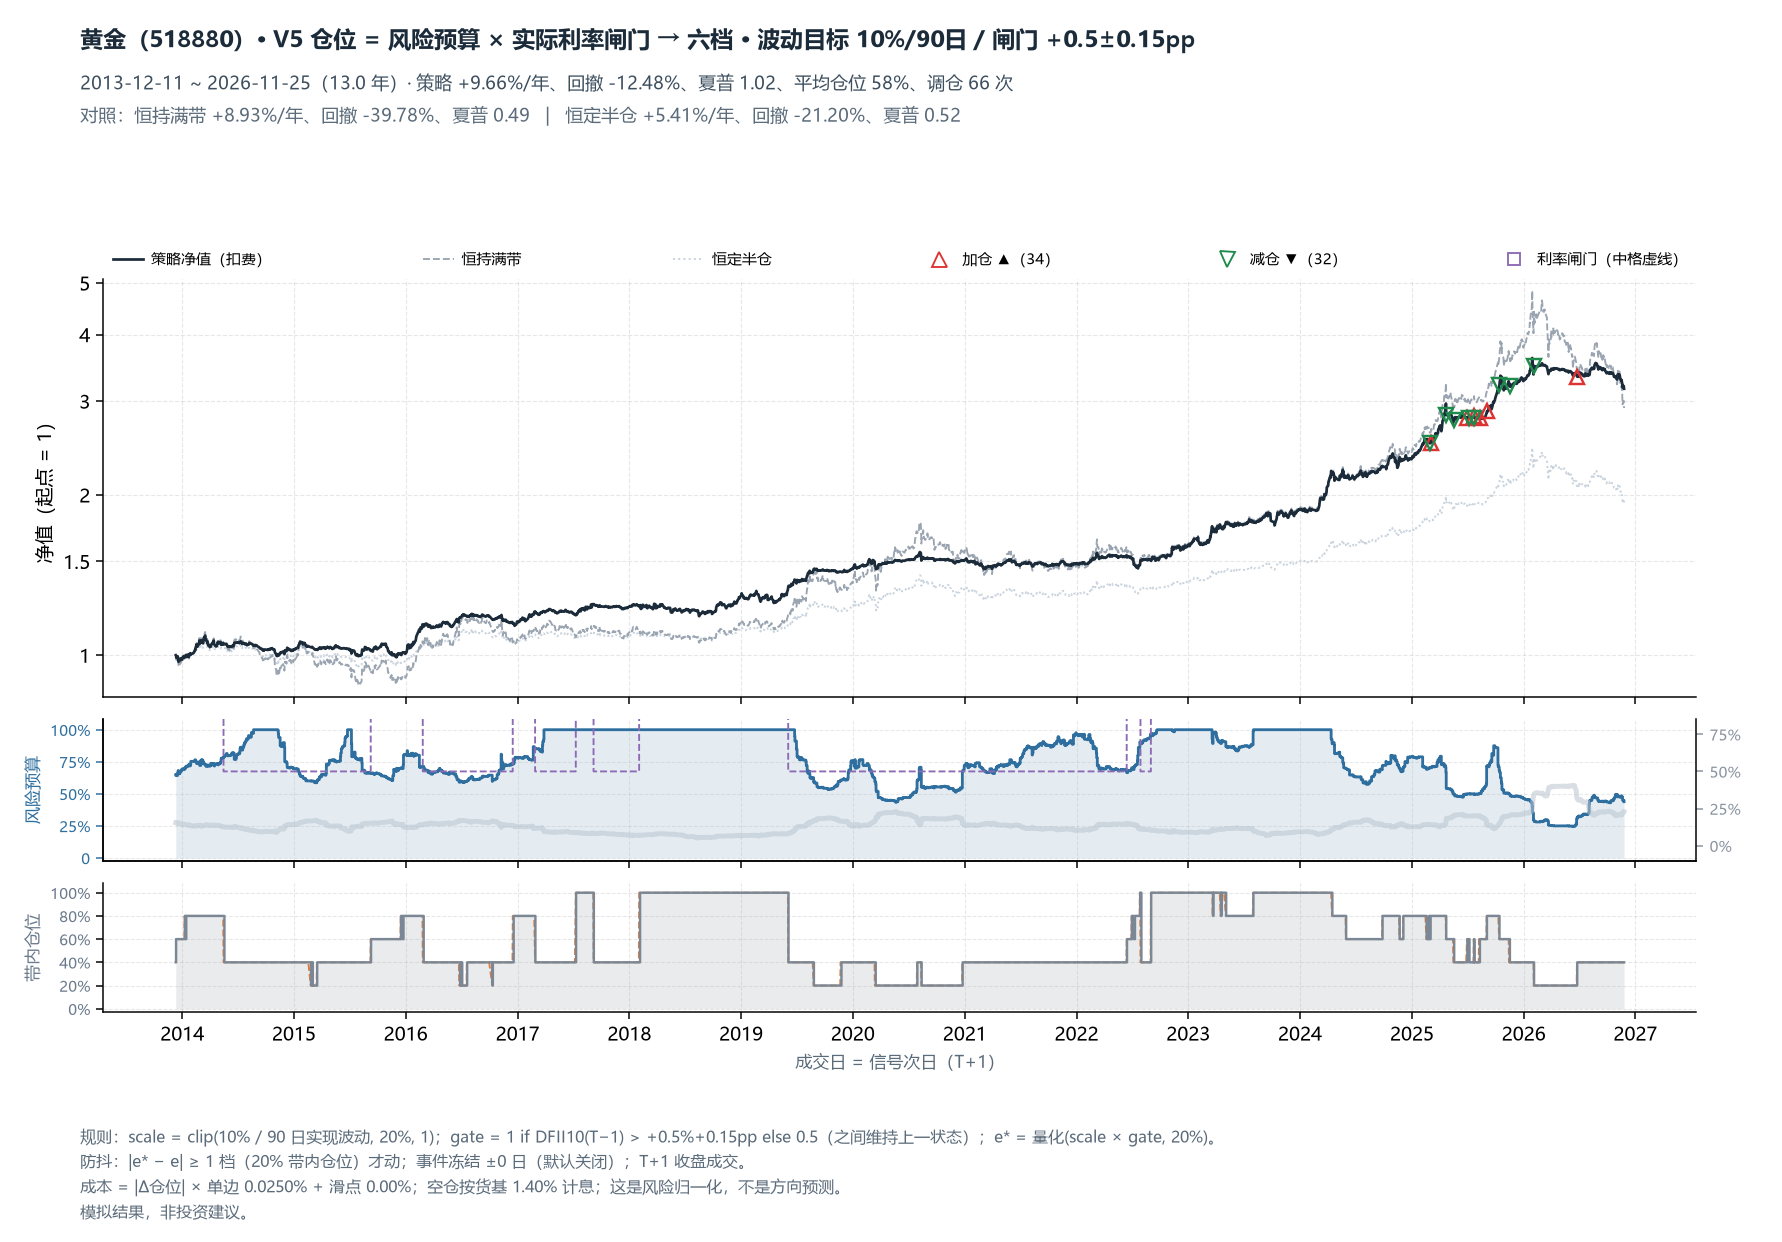 黄金（518880）• V5 仓位 = 风险预算 × 实际利率闸门 → 六档 • 波动目标 10%/90日 / 闸门 +0.5±0.15pp
2013-12-11 ~ 2026-11-25（13.0 年）· 策略 +9.66%/年、回撤 -12.48%、夏普 1.02、平均仓位 58%、调仓 66 次
对照：恒持满带 +8.93%/年、回撤 -39.78%、夏普 0.49 | 恒定半仓 +5.41%/年、回撤 -21.20%、夏普 0.52
策略净值（扣费） 恒持满带 恒定半仓 加仓 ▲（34） 减仓 ▼（32） 利率闸门（中格虚线）
净值（起点 = 1）
5
4
3
2
1.5
1
风险预算
100%
75%
50%
25%
0
75%
50%
25%
0%
带内仓位
100%
80%
60%
40%
20%
0%
2014 2015 2016 2017 2018 2019 2020 2021 2022 2023 2024 2025 2026 2027
成交日 = 信号次日（T+1）
规则：scale = clip(10% / 90 日实现波动, 20%, 1)；gate = 1 if DFII10(T−1) > +0.5%+0.15pp else 0.5（之间维持上一状态）；e* = 量化(scale × gate, 20%)。
防抖：|e* − e| ≥ 1 档（20% 带内仓位）才动；事件冻结 ±0 日（默认关闭）；T+1 收盘成交。
成本 = |Δ仓位| × 单边 0.0250% + 滑点 0.00%；空仓按货基 1.40% 计息；这是风险归一化，不是方向预测。
模拟结果，非投资建议。